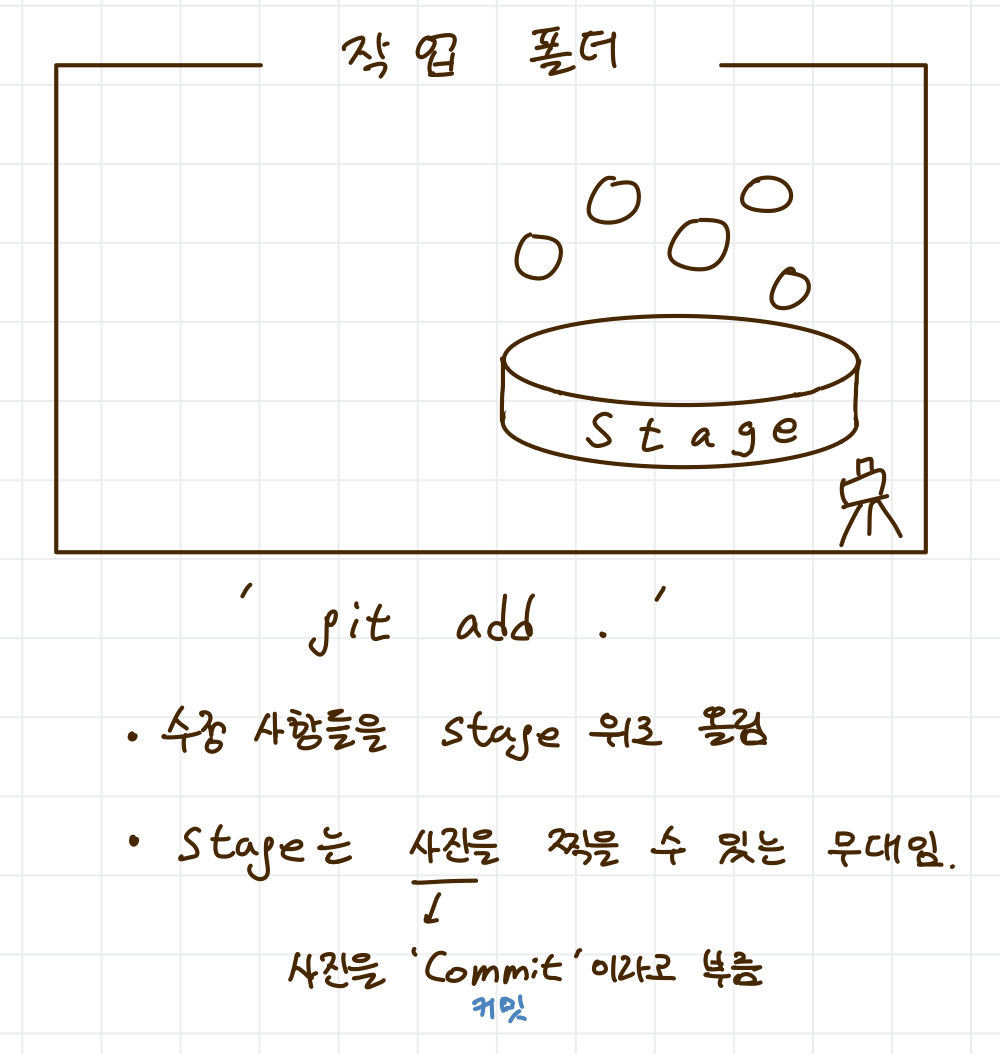 작업 폴더
Stage
' git add . '
• 수정 사항들을 stage 위로 올림
• Stage는 사진을 찍을 수 있는 무대임.
사진을 'Commit'이라고 부름
커밋